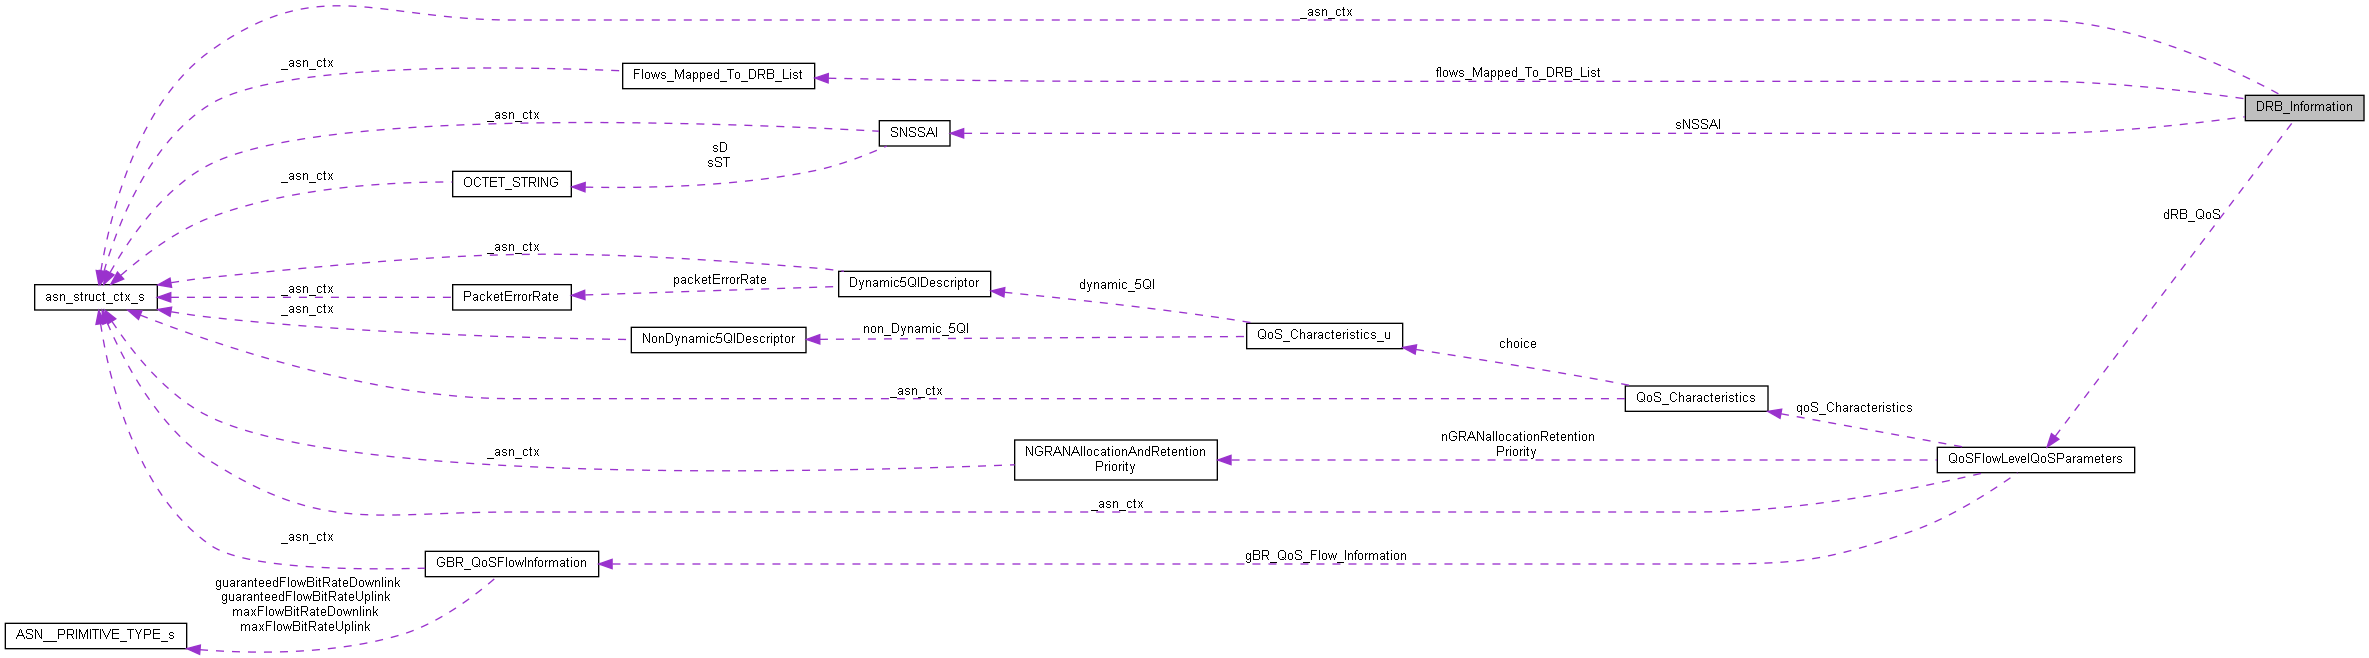 _asn_ctx
_asn_ctx
Flows_Mapped_To_DRB_List
flows_Mapped_To_DRB_List
DRB_Information
_asn_ctx
SNSSAI
sNSSAI
sD
sST
_asn_ctx
OCTET_STRING
dRB_QoS
_asn_ctx
packetErrorRate
Dynamic5QIDescriptor
dynamic_5QI
asn_struct_ctx_s
_asn_ctx
PacketErrorRate
_asn_ctx
NonDynamic5QIDescriptor
non_Dynamic_5QI
QoS_Characteristics_u
choice
_asn_ctx
QoS_Characteristics
qoS_Characteristics
_asn_ctx
NGRANAllocationAndRetention
Priority
nGRANallocationRetention
Priority
QoSFlowLevelQoSParameters
_asn_ctx
_asn_ctx
GBR_QoSFlowInformation
gBR_QoS_Flow_Information
guaranteedFlowBitRateDownlink
guaranteedFlowBitRateUplink
maxFlowBitRateDownlink
maxFlowBitRateUplink
ASN__PRIMITIVE_TYPE_s